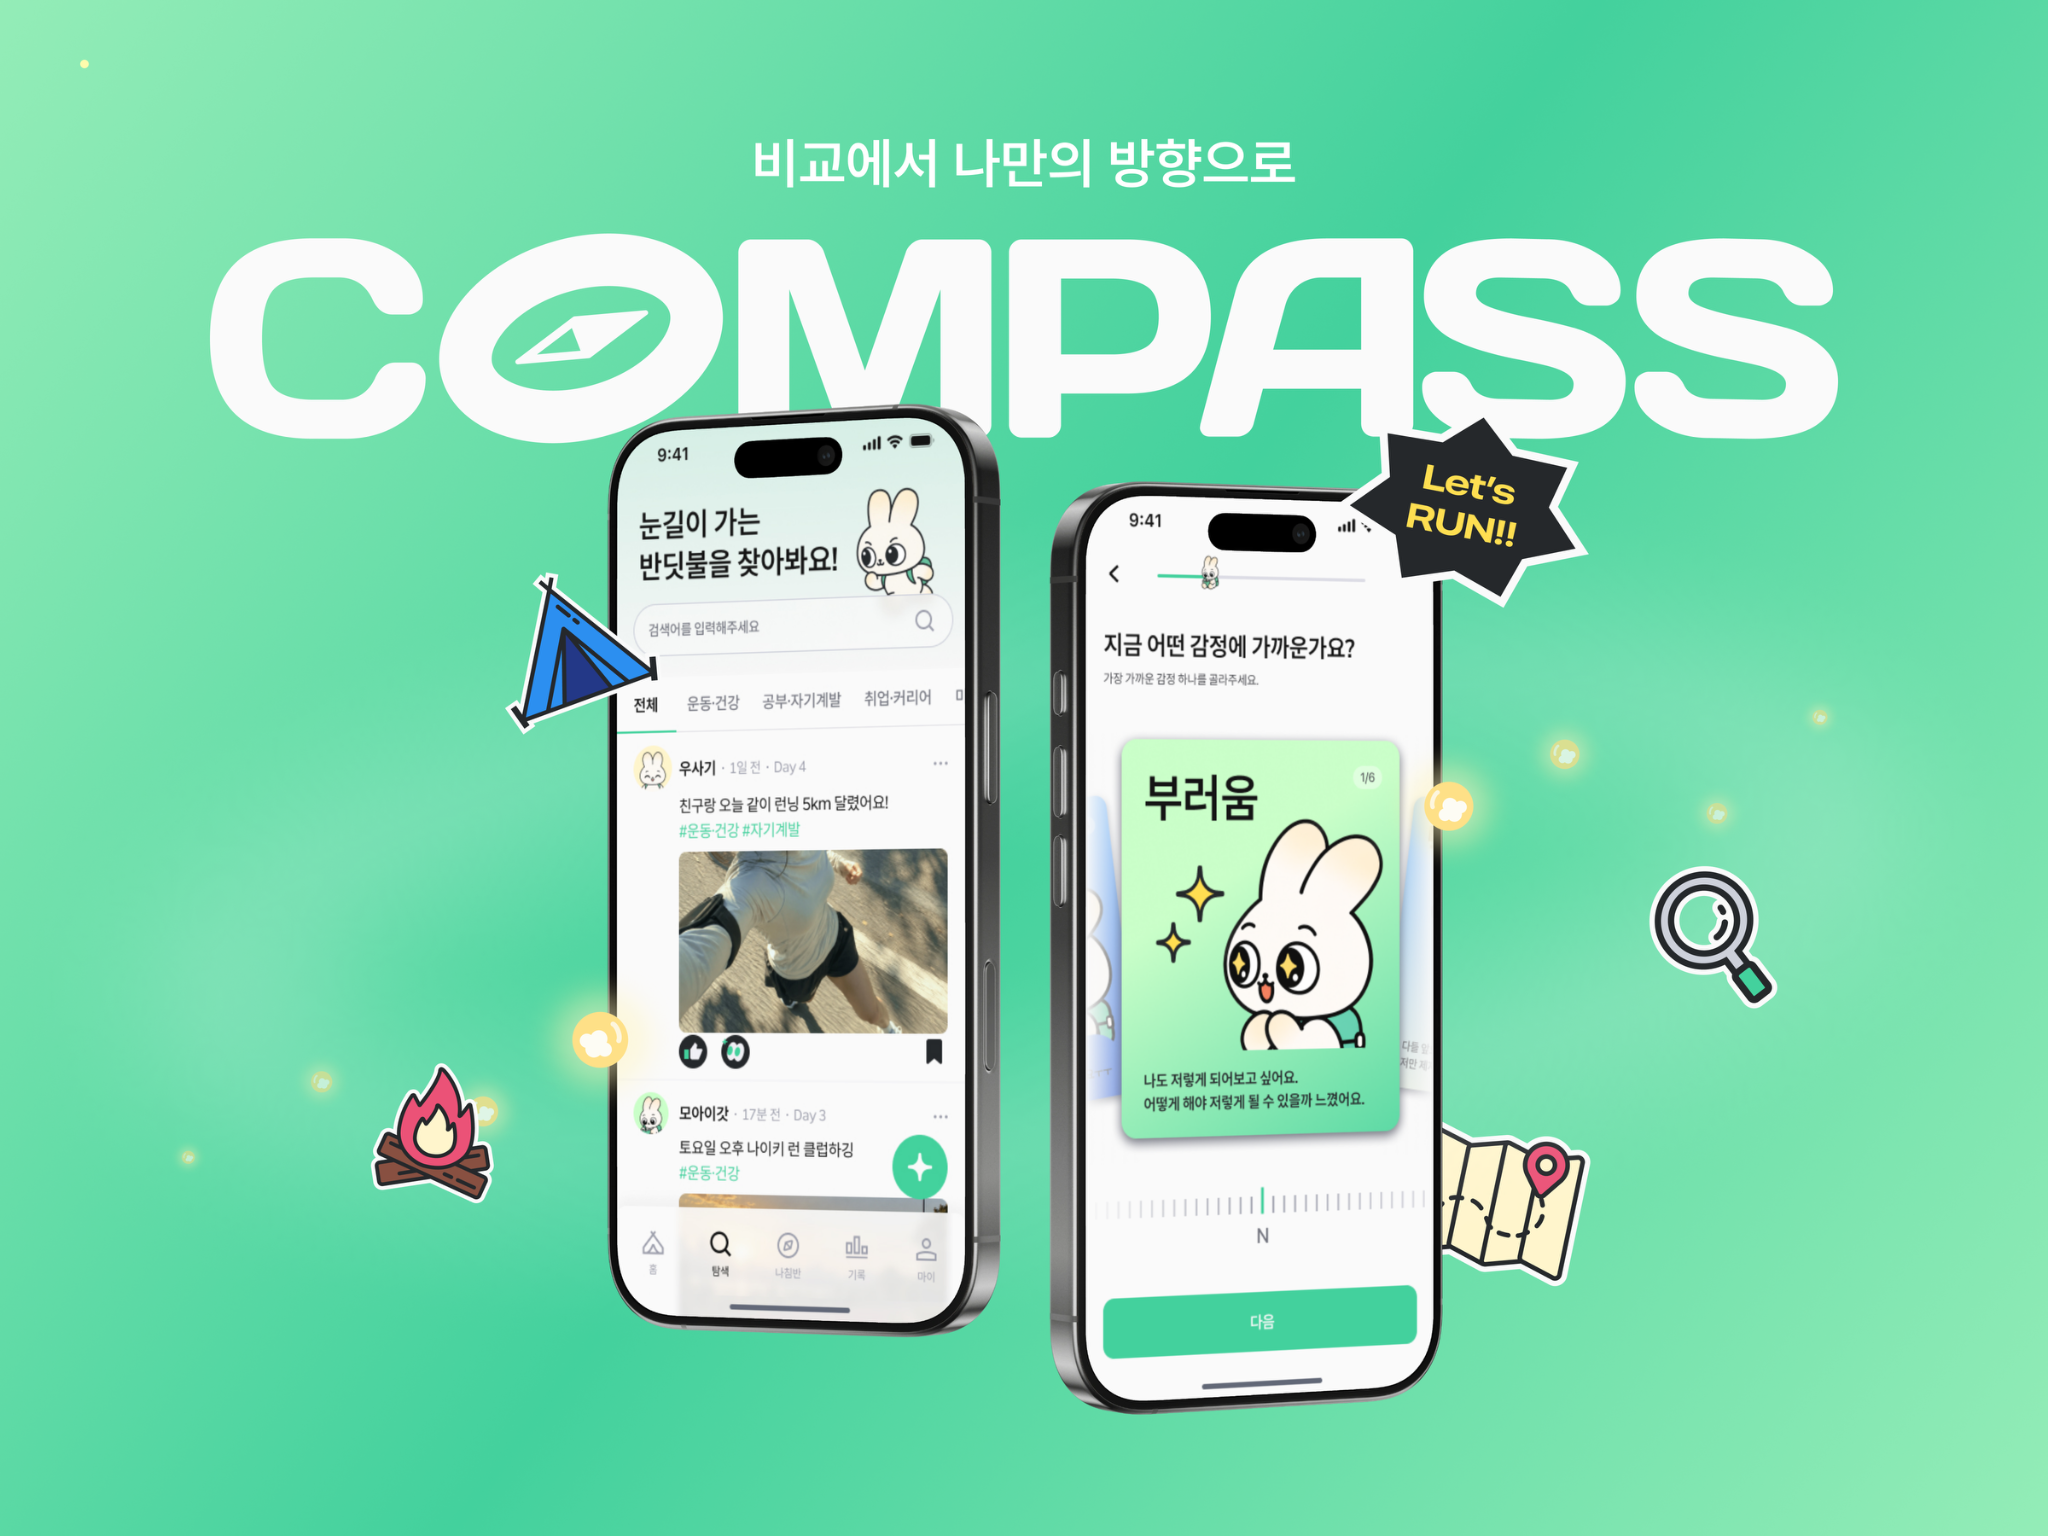 비교에서 나만의 방향으로
COMPASS
9:41
눈길이 가는
반딧불을 찾아봐요!
검색어를 입력해주세요
전체 운동·건강 공부·자기계발 취업·커리어
우사기 · 1일 전 · Day 4
친구랑 오늘 같이 런닝 5km 달렸어요!
#운동·건강 #자기계발
모아이갓 · 17분 전 · Day 3
토요일 오후 나이키 런 클럽하깅
#운동·건강
홈 탐색 나침반 기록 마이
Let's
RUN!!
9:41
지금 어떤 감정에 가까운가요?
가장 가까운 감정 하나를 골라주세요.
부러움
1/6
나도 저렇게 되어보고 싶어요.
어떻게 해야 저렇게 될 수 있을까 느꼈어요.
N
다음